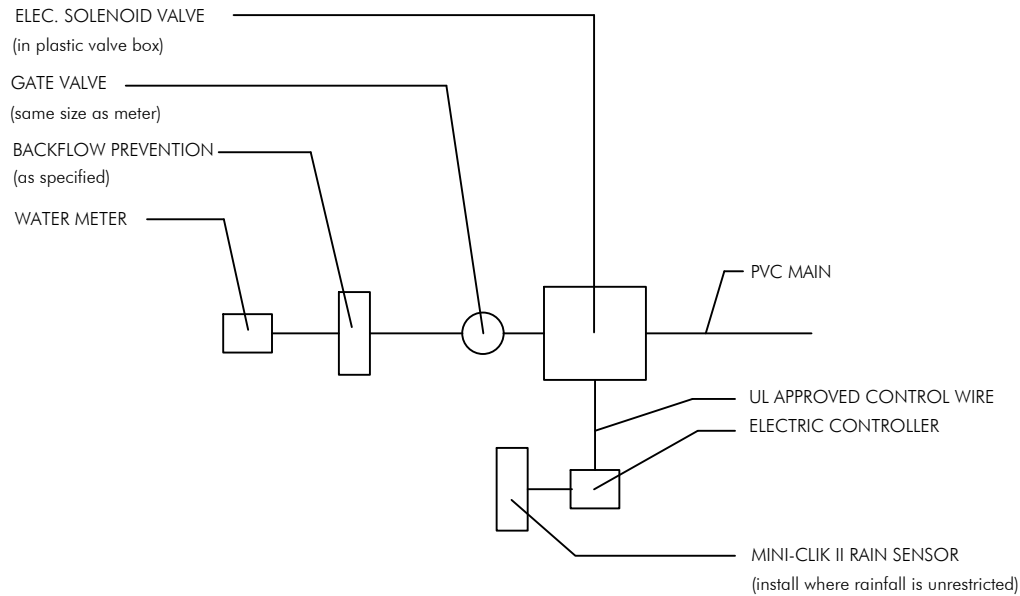 ELEC. SOLENOID VALVE
(in plastic valve box)
GATE VALVE
(same size as meter)
BACKFLOW PREVENTION
(as specified)
WATER METER
PVC MAIN
UL APPROVED CONTROL WIRE
ELECTRIC CONTROLLER
MINI-CLIK II RAIN SENSOR
(install where rainfall is unrestricted)